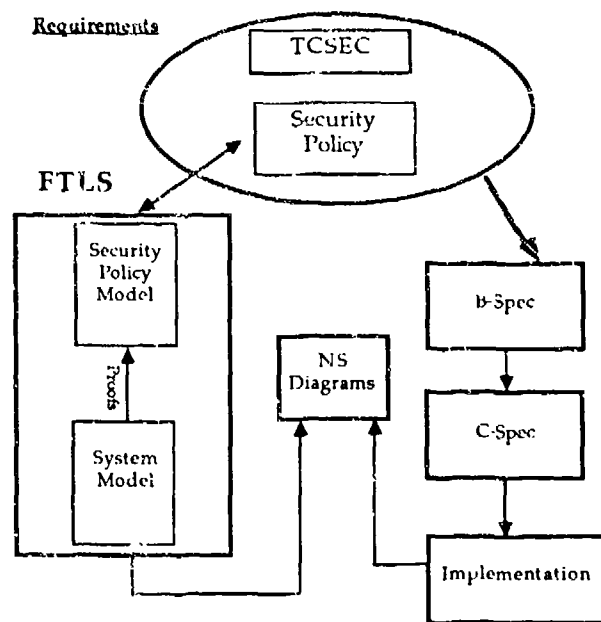 Requirements
TCSEC
Security
Policy
FTLS
Security
Policy
Model
Proofs
System
Model
NS
Diagrams
B-Spec
C-Spec
Implementation